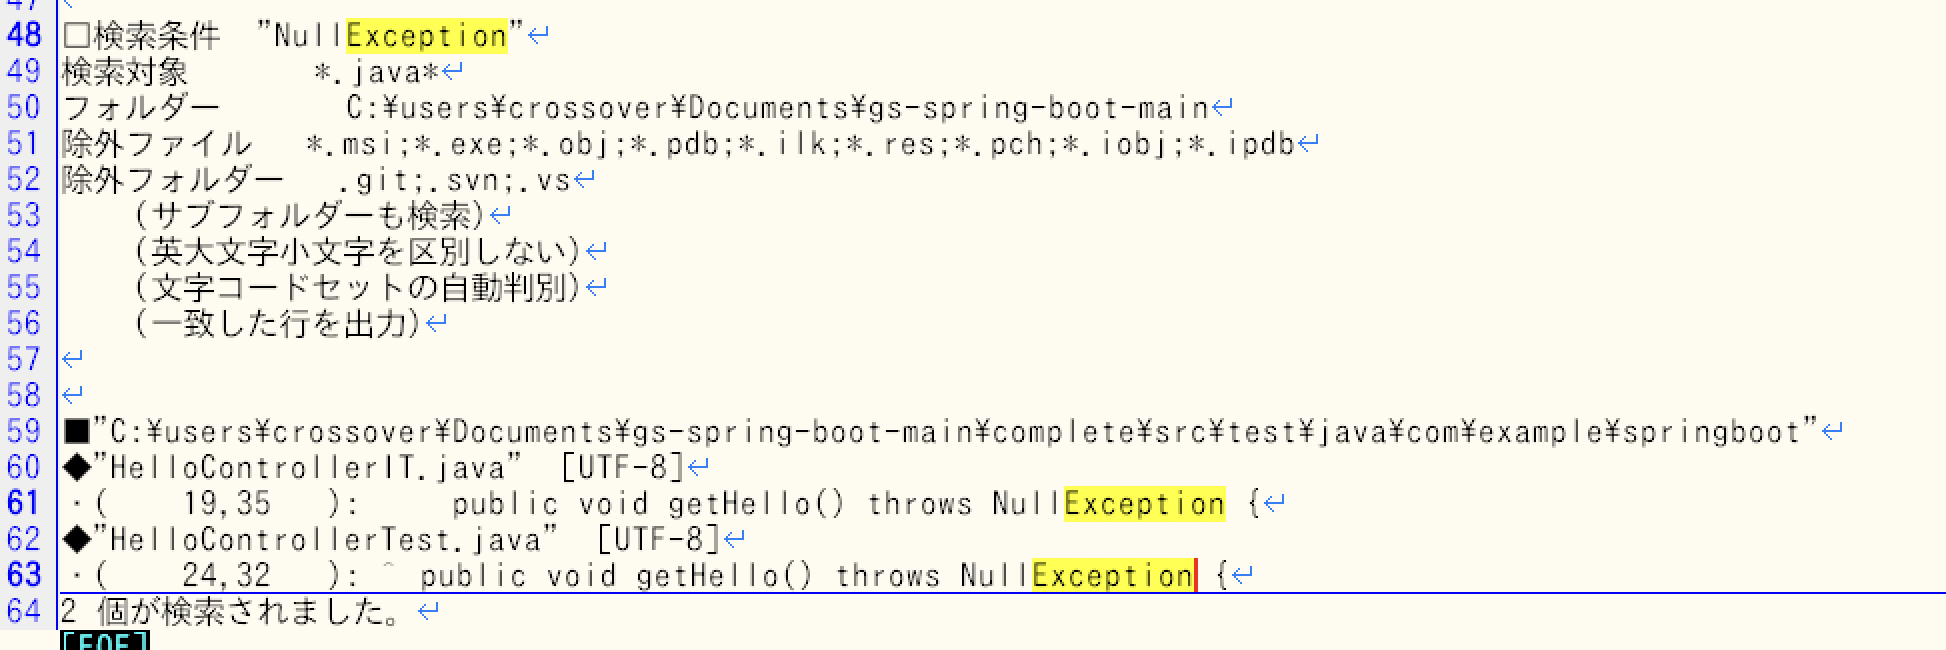 47
48 □検索条件　"NullException"↵
49 検索対象　　　　*.java*↵
50 フォルダー　　　　C:¥users¥crossover¥Documents¥gs-spring-boot-main↵
51 除外ファイル　 *.msi;*.exe;*.obj;*.pdb;*.ilk;*.res;*.pch;*.iobj;*.ipdb↵
52 除外フォルダー　 .git;.svn;.vs↵
53 　　(サブフォルダーも検索)↵
54 　　(英大文字小文字を区別しない)↵
55 　　(文字コードセットの自動判別)↵
56 　　(一致した行を出力)↵
57 ↵
58 ↵
59 ■"C:¥users¥crossover¥Documents¥gs-spring-boot-main¥complete¥src¥test¥java¥com¥example¥springboot"↵
60 ◆"HelloControllerIT.java"  [UTF-8]↵
61 ・(    19,35   ):     public void getHello() throws NullException {↵
62 ◆"HelloControllerTest.java"  [UTF-8]↵
63 ・(    24,32   ): ^ public void getHello() throws NullException {↵
64 2 個が検索されました。↵
[EOF]